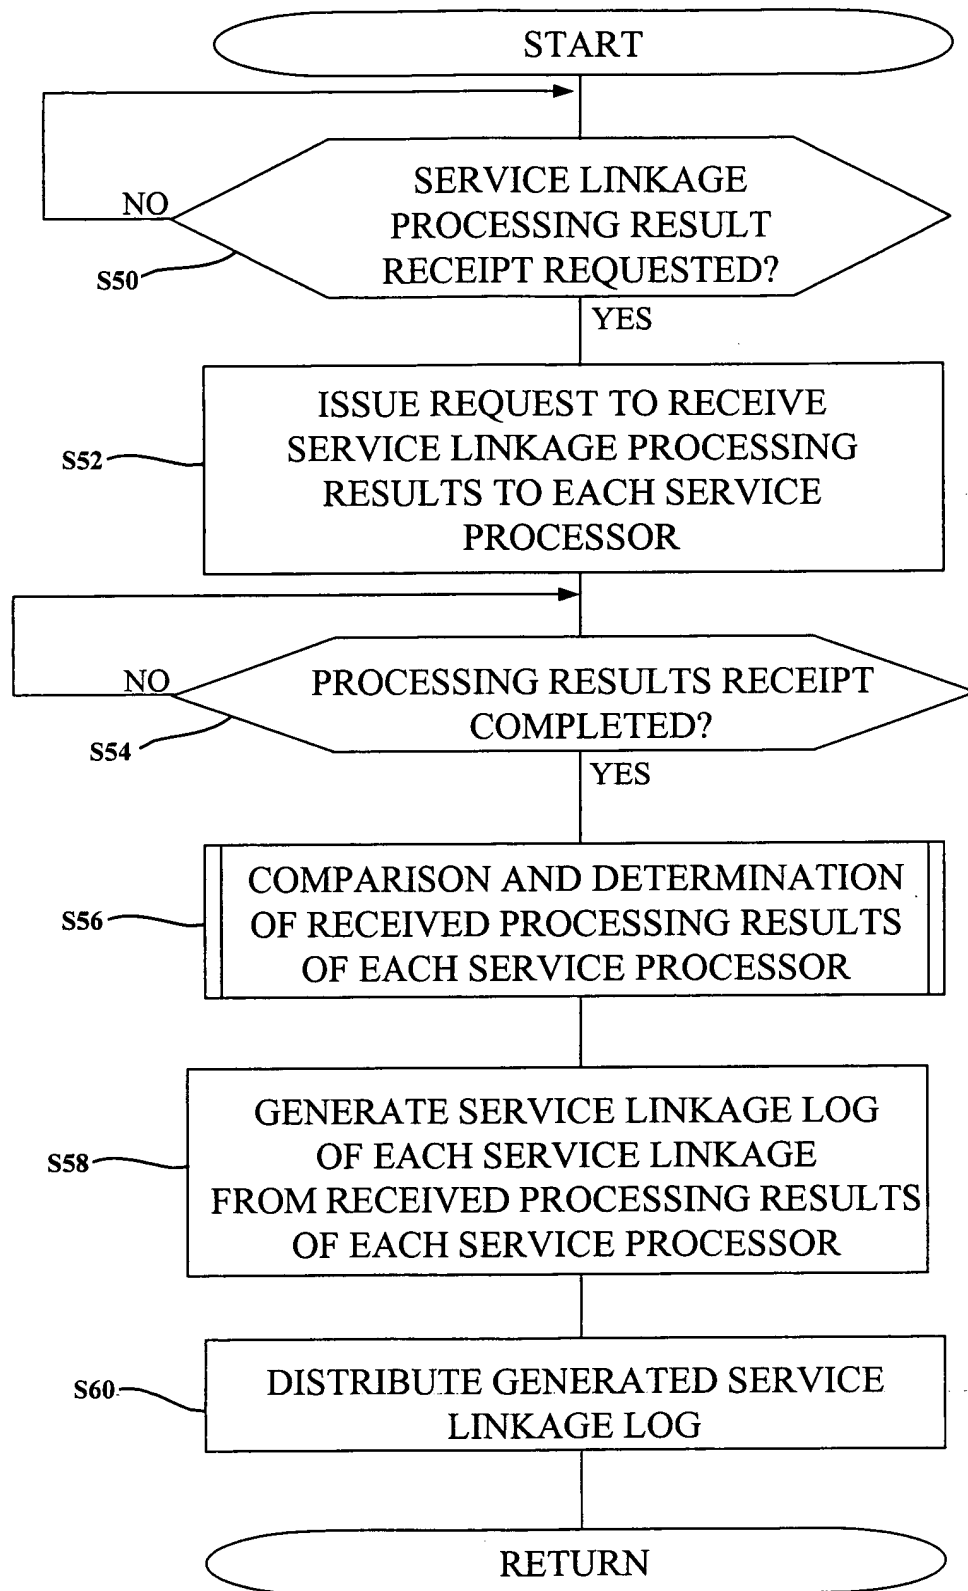 START
NO
SERVICE LINKAGE
PROCESSING RESULT
RECEIPT REQUESTED?
S50
YES
ISSUE REQUEST TO RECEIVE
SERVICE LINKAGE PROCESSING
RESULTS TO EACH SERVICE
PROCESSOR
S52
NO
PROCESSING RESULTS RECEIPT
COMPLETED?
S54
YES
COMPARISON AND DETERMINATION
OF RECEIVED PROCESSING RESULTS
OF EACH SERVICE PROCESSOR
S56
GENERATE SERVICE LINKAGE LOG
OF EACH SERVICE LINKAGE
FROM RECEIVED PROCESSING RESULTS
OF EACH SERVICE PROCESSOR
S58
DISTRIBUTE GENERATED SERVICE
LINKAGE LOG
S60
RETURN